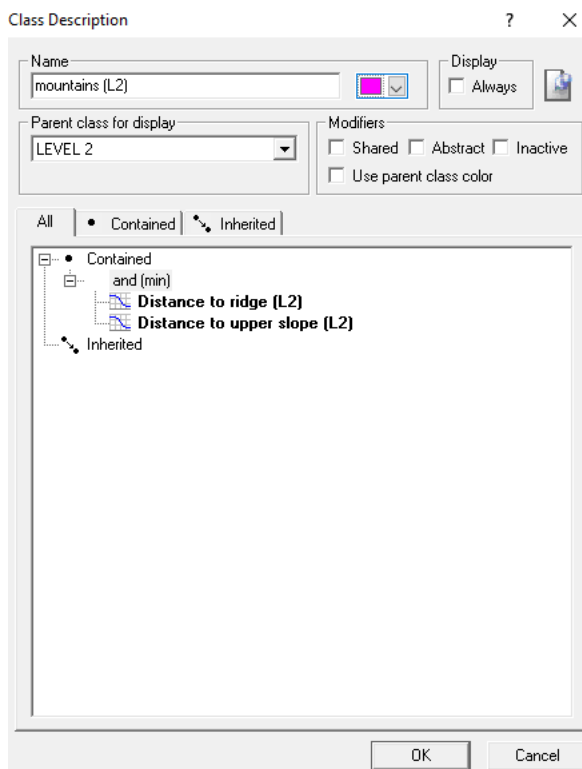 Class Description
Name
mountains (L2)
Display
Always
Parent class for display
LEVEL 2
Modifiers
Shared Abstract Inactive
Use parent class color
All Contained Inherited
Contained
and (min)
Distance to ridge (L2)
Distance to upper slope (L2)
Inherited
OK Cancel